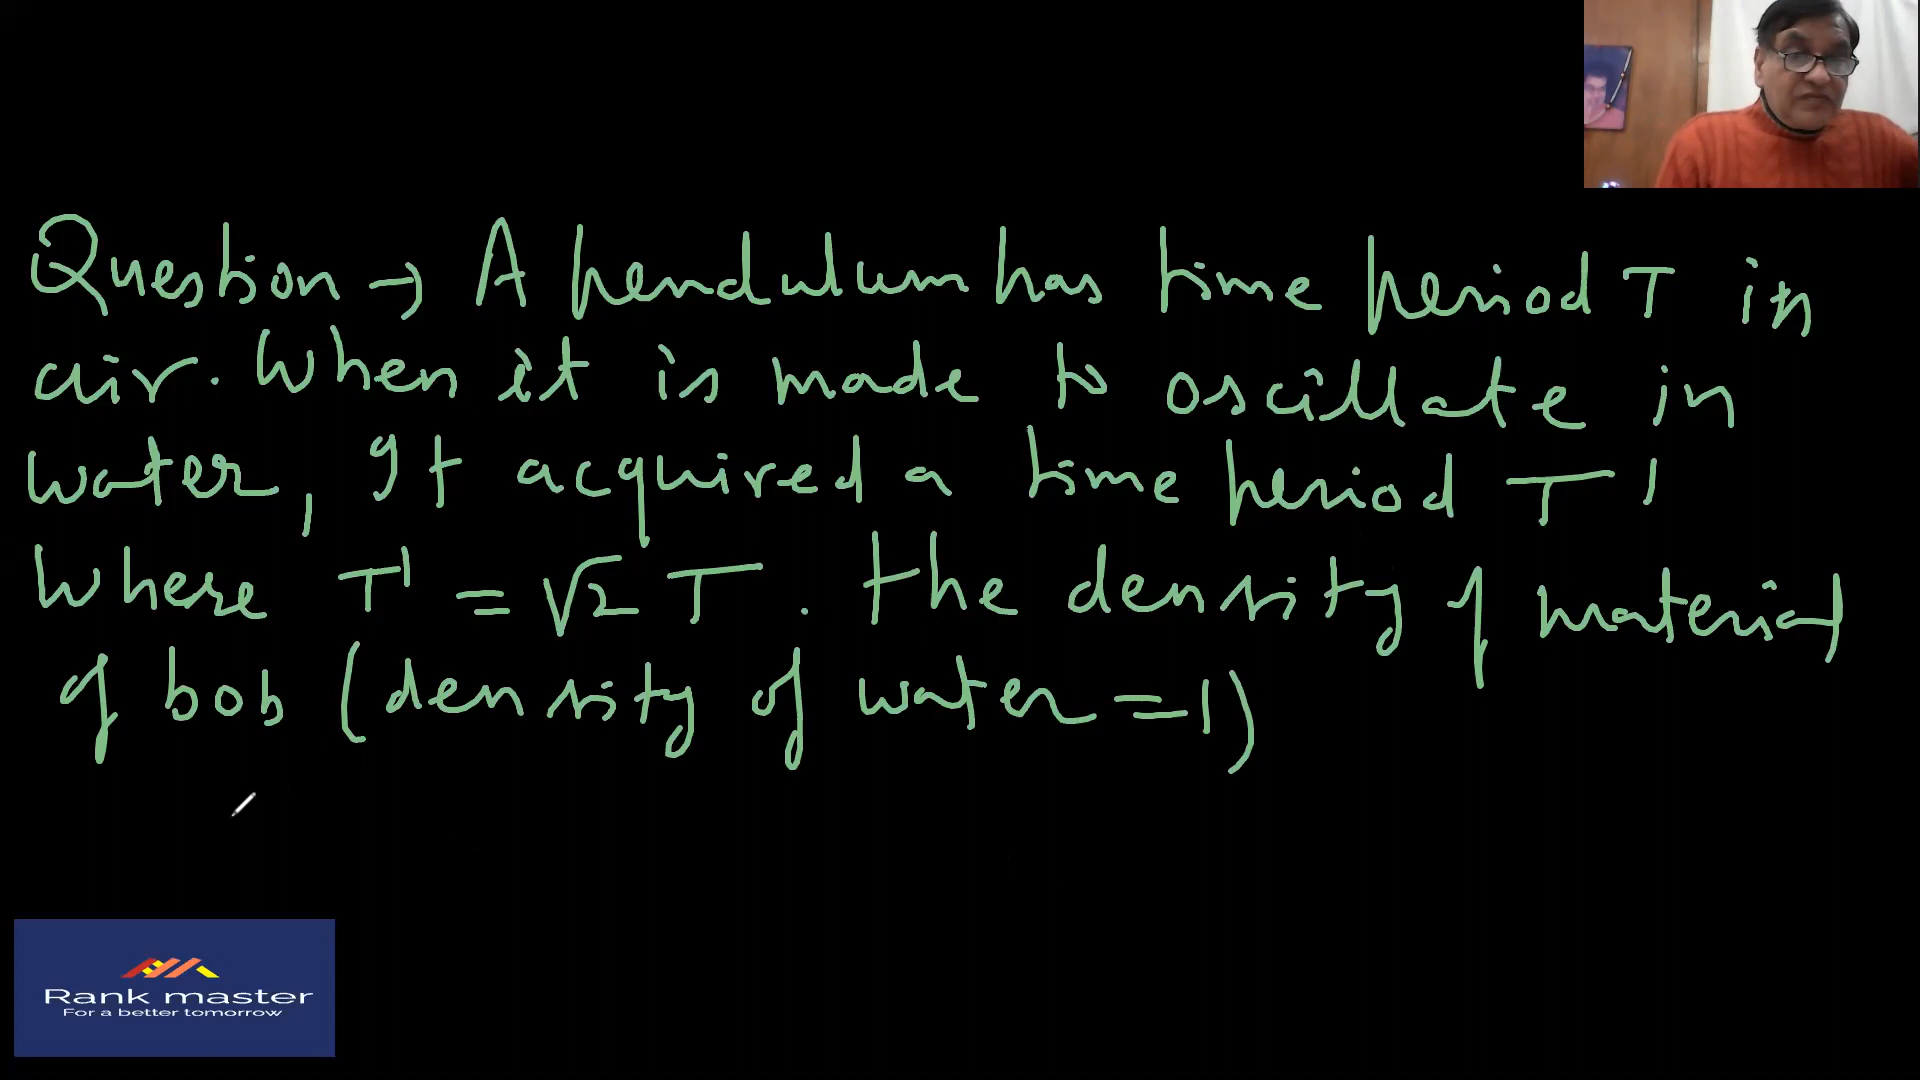 Question → A pendulum has time period T in
air. When it is made to oscillate in
water, It acquired a time period T'
where T' = √2 T . the density of material
of bob (density of water = 1)
Rank master
For a better tomorrow